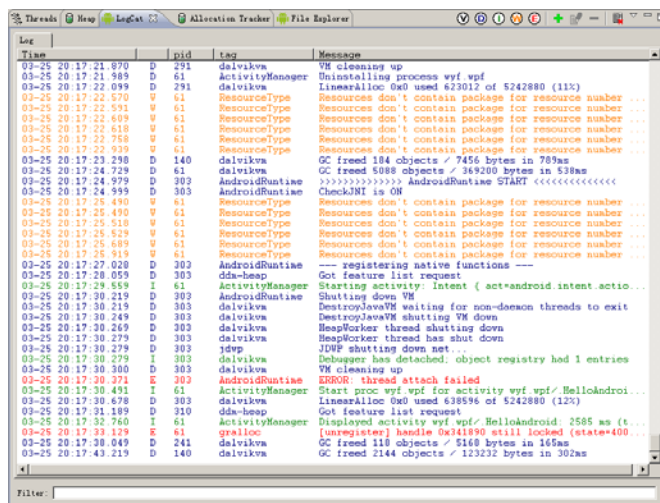 Threads Heap LogCat Allocation Tracker File Explorer V D I W E
Log
Time pid tag Message
03-25 20:17:21.870 D 291 dalvikvm VM cleaning up
03-25 20:17:21.989 D 61 ActivityManager Uninstalling process wyf.wpf
03-25 20:17:22.099 D 291 dalvikvm LinearAlloc 0x0 used 623012 of 5242880 (11%)
03-25 20:17:22.570 W 61 ResourceType Resources don't contain package for resource number ...
03-25 20:17:22.591 W 61 ResourceType Resources don't contain package for resource number ...
03-25 20:17:22.609 W 61 ResourceType Resources don't contain package for resource number ...
03-25 20:17:22.618 W 61 ResourceType Resources don't contain package for resource number ...
03-25 20:17:22.758 W 61 ResourceType Resources don't contain package for resource number ...
03-25 20:17:22.939 W 61 ResourceType Resources don't contain package for resource number ...
03-25 20:17:23.298 D 140 dalvikvm GC freed 184 objects / 7456 bytes in 789ms
03-25 20:17:24.729 D 61 dalvikvm GC freed 5088 objects / 369200 bytes in 538ms
03-25 20:17:24.979 D 303 AndroidRuntime >>>>>>>>>>>>>> AndroidRuntime START <<<<<<<<<<<<<<
03-25 20:17:24.999 D 303 AndroidRuntime CheckJNI is ON
03-25 20:17:25.490 W 61 ResourceType Resources don't contain package for resource number ...
03-25 20:17:25.490 W 61 ResourceType Resources don't contain package for resource number ...
03-25 20:17:25.510 W 61 ResourceType Resources don't contain package for resource number ...
03-25 20:17:25.529 W 61 ResourceType Resources don't contain package for resource number ...
03-25 20:17:25.689 W 61 ResourceType Resources don't contain package for resource number ...
03-25 20:17:25.919 W 61 ResourceType Resources don't contain package for resource number ...
03-25 20:17:27.020 D 303 AndroidRuntime --- registering native functions ---
03-25 20:17:28.059 D 303 ddm-heap Got feature list request
03-25 20:17:29.559 I 61 ActivityManager Starting activity: Intent { act=android.intent.actio...
03-25 20:17:30.219 D 303 AndroidRuntime Shutting down VM
03-25 20:17:30.219 D 303 dalvikvm DestroyJavaVM waiting for non-daemon threads to exit
03-25 20:17:30.249 D 303 dalvikvm DestroyJavaVM shutting VM down
03-25 20:17:30.269 D 303 dalvikvm HeapWorker thread shutting down
03-25 20:17:30.279 D 303 dalvikvm HeapWorker thread has shut down
03-25 20:17:30.279 D 303 jdwp JDWP shutting down net...
03-25 20:17:30.279 I 303 dalvikvm Debugger has detached; object registry had 1 entries
03-25 20:17:30.300 D 303 dalvikvm VM cleaning up
03-25 20:17:30.371 E 303 AndroidRuntime ERROR: thread attach failed
03-25 20:17:30.491 I 61 ActivityManager Start proc wyf.wpf for activity wyf.wpf/.HelloAndroi...
03-25 20:17:30.678 D 303 dalvikvm LinearAlloc 0x0 used 638596 of 5242880 (12%)
03-25 20:17:31.189 D 310 ddm-heap Got feature list request
03-25 20:17:32.760 I 61 ActivityManager Displayed activity wyf.wpf/.HelloAndroid: 2585 ms (t...
03-25 20:17:33.129 E 61 gralloc [unregister] handle 0x341890 still locked (state=400...
03-25 20:17:38.049 D 241 dalvikvm GC freed 110 objects / 5160 bytes in 165ms
03-25 20:17:43.219 D 140 dalvikvm GC freed 2144 objects / 123232 bytes in 302ms
Filter: